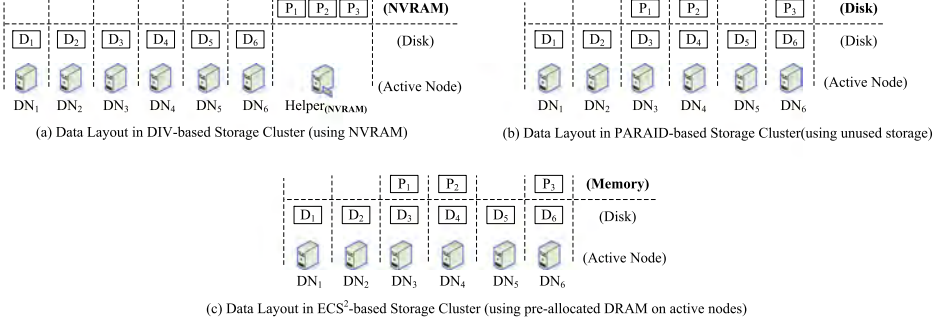 P1 P2 P3 (NVRAM)
D1 D2 D3 D4 D5 D6 (Disk)
(Active Node)
DN1 DN2 DN3 DN4 DN5 DN6 Helper(NVRAM)
(a) Data Layout in DIV-based Storage Cluster (using NVRAM)
P1 P2 P3 (Disk)
D1 D2 D3 D4 D5 D6 (Disk)
(Active Node)
DN1 DN2 DN3 DN4 DN5 DN6
(b) Data Layout in PARAID-based Storage Cluster(using unused storage)
P1 P2 P3 (Memory)
D1 D2 D3 D4 D5 D6 (Disk)
(Active Node)
DN1 DN2 DN3 DN4 DN5 DN6
(c) Data Layout in ECS²-based Storage Cluster (using pre-allocated DRAM on active nodes)